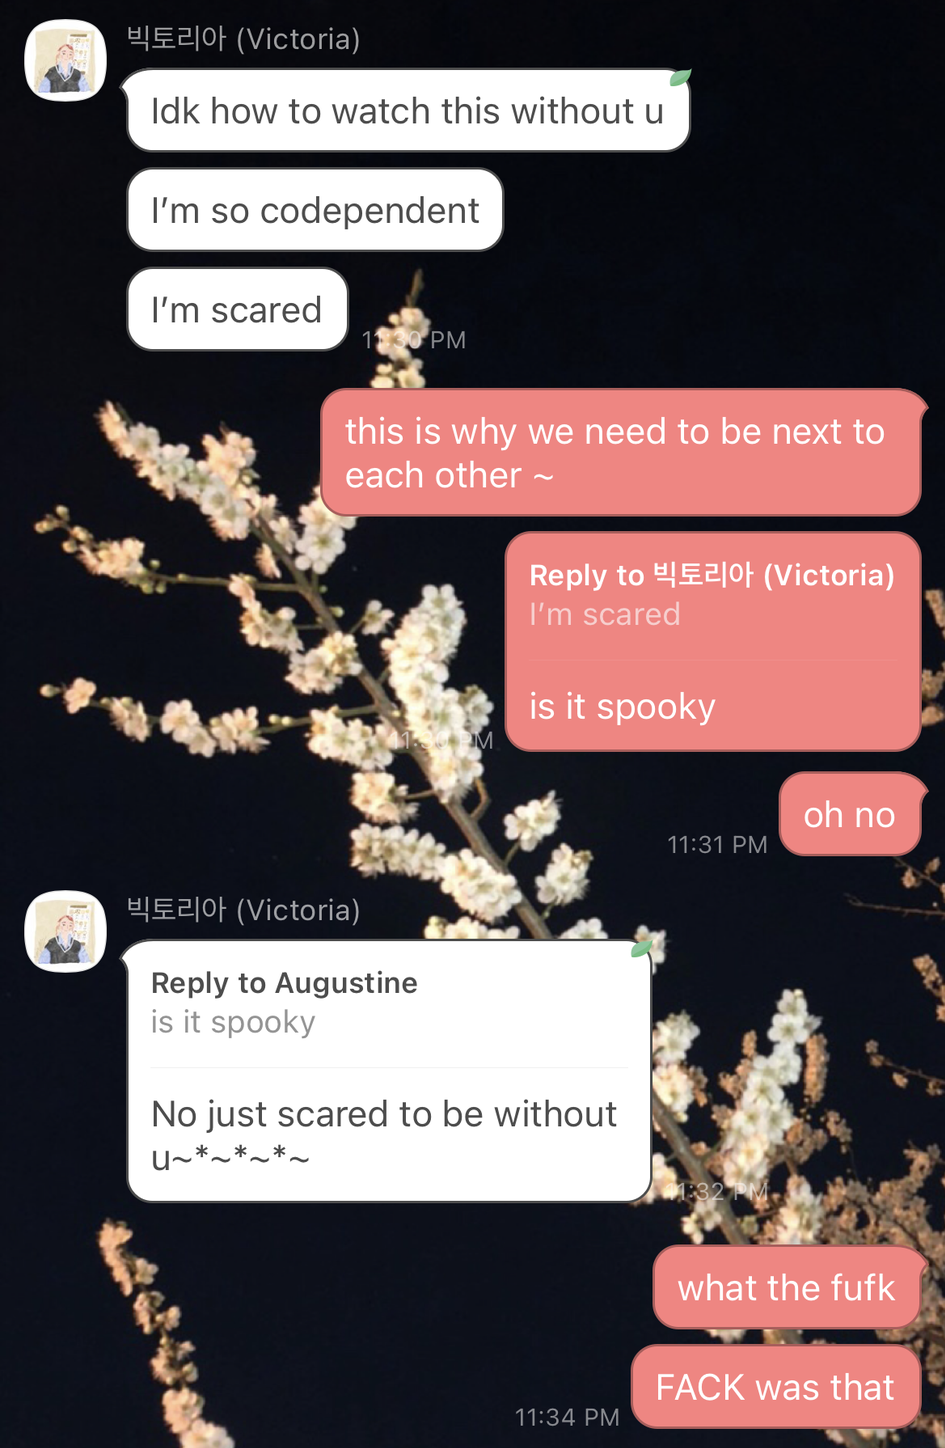 빅토리아 (Victoria)
Idk how to watch this without u
I’m so codependent
I’m scared
11:30 PM
this is why we need to be next to
each other ~
Reply to 빅토리아 (Victoria)
I’m scared
is it spooky
11:30 PM
oh no
11:31 PM
빅토리아 (Victoria)
Reply to Augustine
is it spooky
No just scared to be without
u~*~*~*~
11:32 PM
what the fufk
FACK was that
11:34 PM